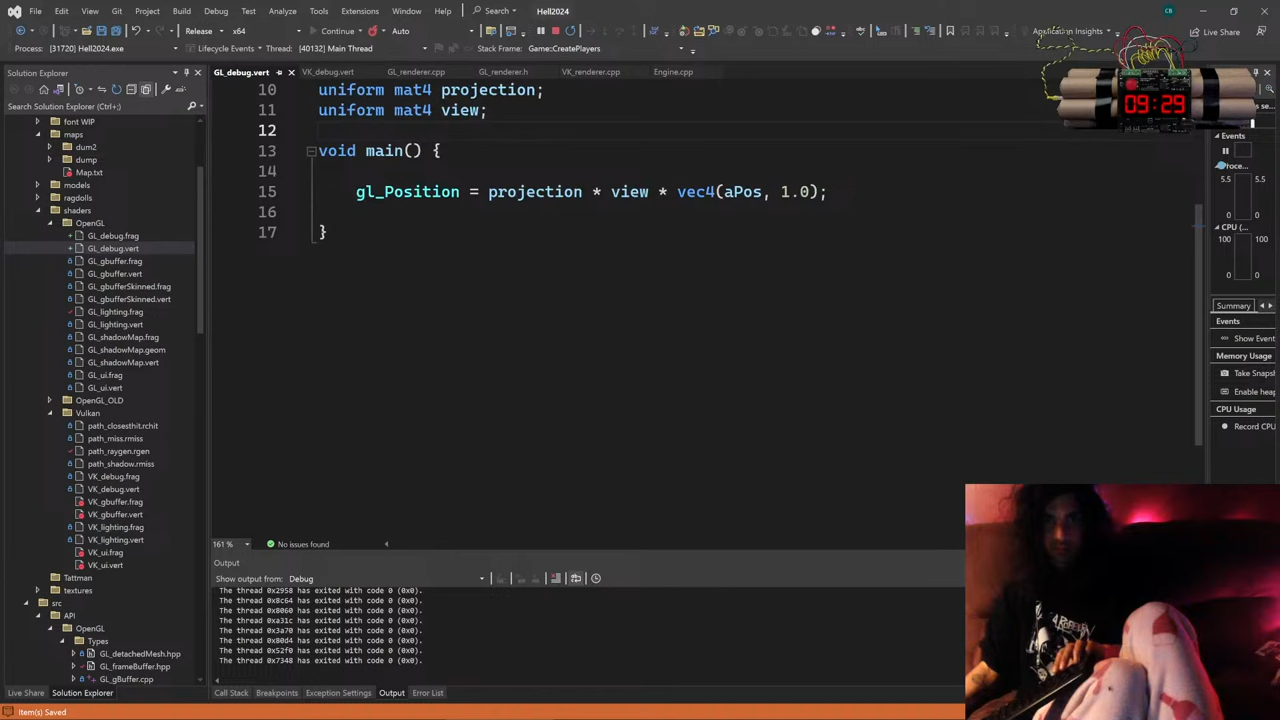 File Edit View Git Project Build Debug Test Analyze Tools Extensions Window Help Search Hell2024
CB
Release x64 Continue Auto Application Insights Live Share
Process: [31720] Hell2024.exe Lifecycle Events Thread: [40132] Main Thread Stack Frame: Game:CreatePlayers
Solution Explorer
Search Solution Explorer (Ctrl+;)
font WIP
maps
dum2
dump
Map.txt
models
ragdolls
shaders
OpenGL
GL_debug.frag
GL_debug.vert
GL_gbuffer.frag
GL_gbuffer.vert
GL_gbufferSkinned.frag
GL_gbufferSkinned.vert
GL_lighting.frag
GL_lighting.vert
GL_shadowMap.frag
GL_shadowMap.geom
GL_shadowMap.vert
GL_ui.frag
GL_ui.vert
OpenGL_OLD
Vulkan
path_closesthit.rchit
path_miss.rmiss
path_raygen.rgen
path_shadow.rmiss
VK_debug.frag
VK_debug.vert
VK_gbuffer.frag
VK_gbuffer.vert
VK_lighting.frag
VK_lighting.vert
VK_ui.frag
VK_ui.vert
Tattman
textures
src
API
OpenGL
Types
GL_detachedMesh.hpp
GL_frameBuffer.hpp
GL_gBuffer.cpp
Live Share Solution Explorer
GL_debug.vert VK_debug.vert GL_renderer.cpp GL_renderer.h VK_renderer.cpp Engine.cpp
10 uniform mat4 projection;
11 uniform mat4 view;
12
13 void main() {
14
15 gl_Position = projection * view * vec4(aPos, 1.0);
16
17 }
161 % No issues found
Output
Show output from: Debug
The thread 0x2958 has exited with code 0 (0x0).
The thread 0x8c64 has exited with code 0 (0x0).
The thread 0x8060 has exited with code 0 (0x0).
The thread 0xa31c has exited with code 0 (0x0).
The thread 0x3a70 has exited with code 0 (0x0).
The thread 0x80d4 has exited with code 0 (0x0).
The thread 0x52f0 has exited with code 0 (0x0).
The thread 0x7348 has exited with code 0 (0x0).
Call Stack Breakpoints Exception Settings Output Error List
09:29
Events
5.5 5.5
0 0
CPU (
100 100
0 0
Summary
Events
Show Event
Memory Usage
Take Snaps
Enable heap
CPU Usage
Record CPU
Item(s) Saved